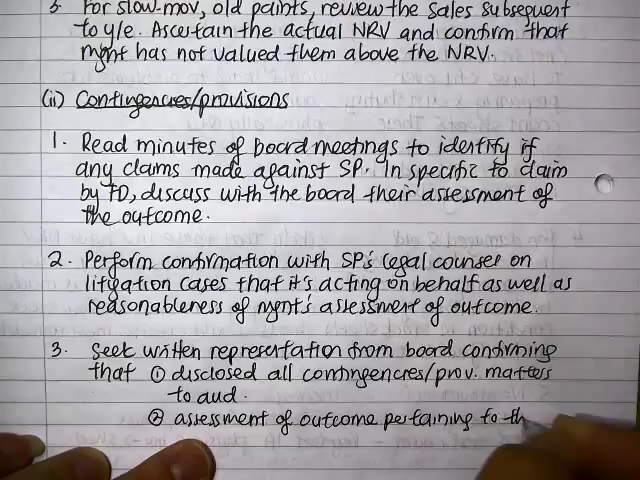 3. For slow-mov, old paints, review the sales subsequent
to y/e. Ascertain the actual NRV and confirm that
mgnt has not valued them above the NRV.
(ii) Contingencies/provisions
1. Read minutes of board meetings to identify if
any claims made against SP. In specific to claim
by TD, discuss with the board their assessment of
the outcome.
2. Perform confirmation with SP's legal counsel on
litigation cases that it's acting on behalf as well as
reasonableness of mgnt's assessment of outcome.
3. Seek written representation from board confirming
that ① disclosed all contingencies/prov. matters
to aud.
② assessment of outcome pertaining to th